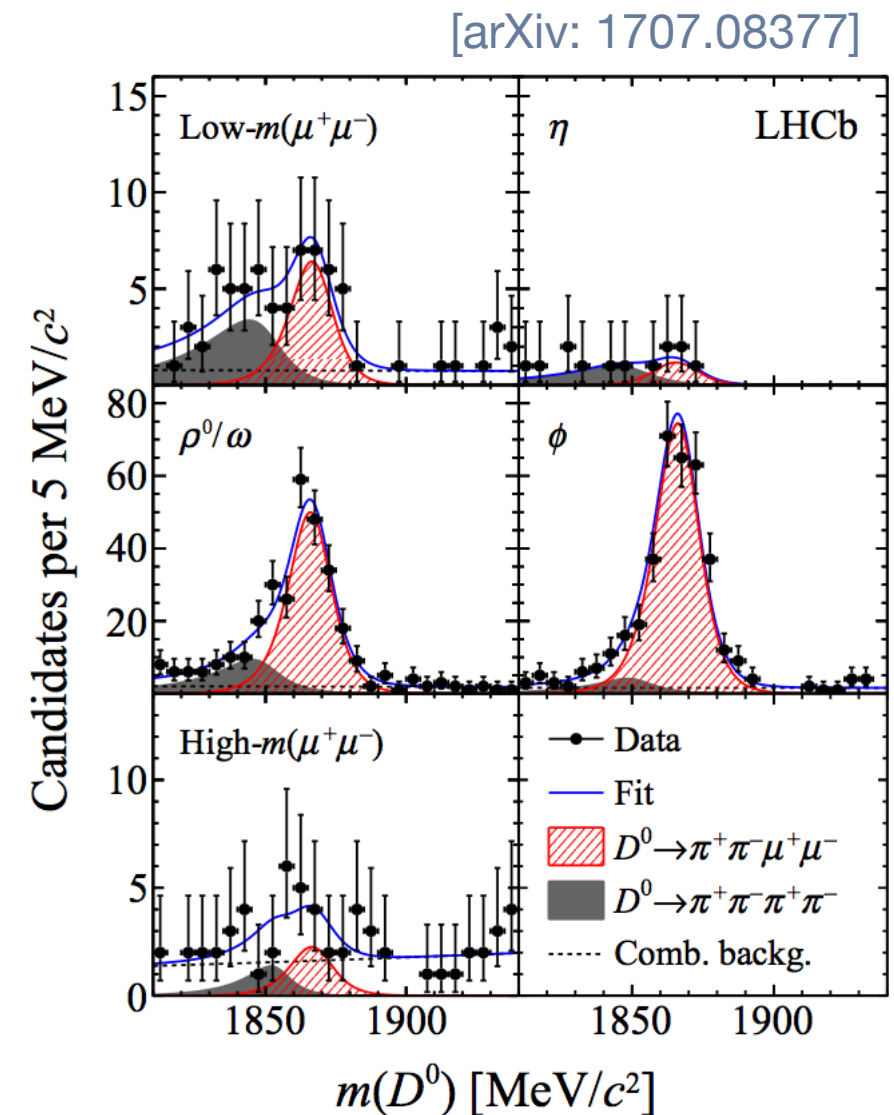 [arXiv: 1707.08377]
Candidates per 5 MeV/c²
15
10
5
Low-m(μ⁺μ⁻)
η
LHCb
80
60
40
20
ρ⁰/ω
ϕ
10
5
0
High-m(μ⁺μ⁻)
Data
Fit
D⁰→π⁺π⁻μ⁺μ⁻
D⁰→π⁺π⁻π⁺π⁻
Comb. backg.
1850 1900 1850 1900
m(D⁰) [MeV/c²]